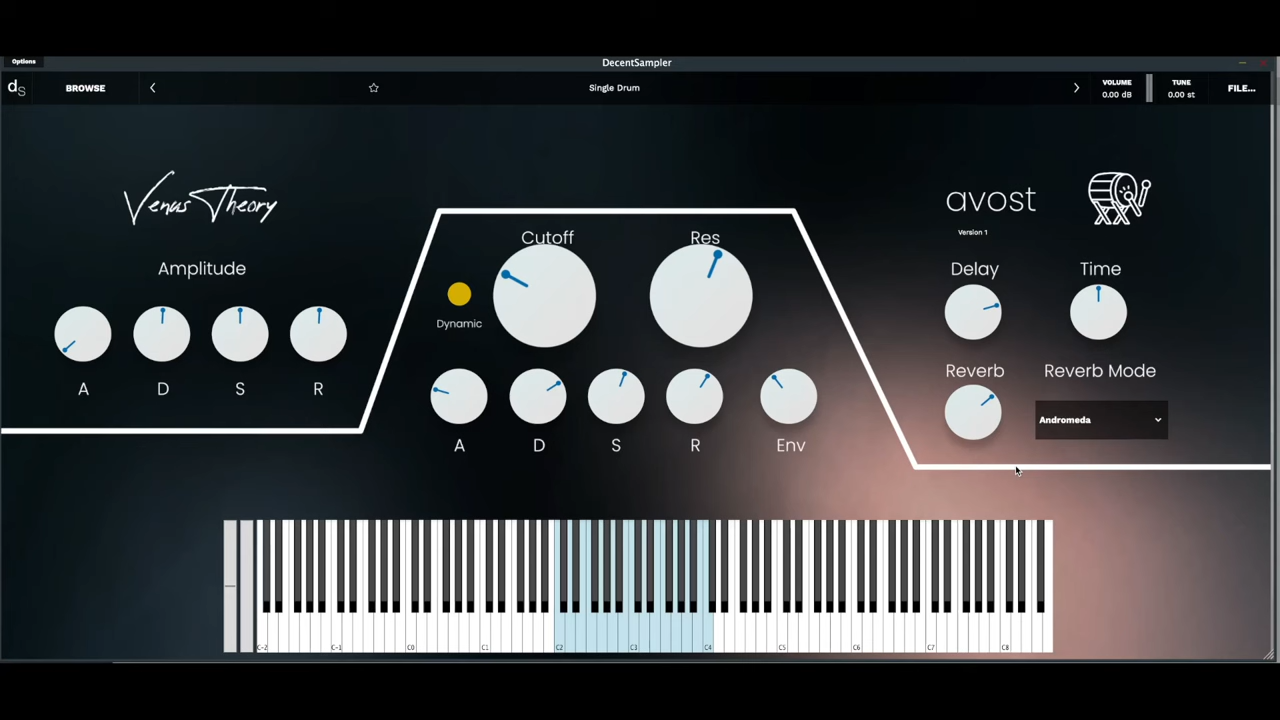 Options
DecentSampler
dS
BROWSE
Single Drum
VOLUME
0.00 dB
TUNE
0.00 st
FILE...
Venus Theory
avost
Version 1
Amplitude
A
D
S
R
Cutoff
Res
Dynamic
A
D
S
R
Env
Delay
Time
Reverb
Reverb Mode
Andromeda
C-2
C-1
C0
C1
C2
C3
C4
C5
C6
C7
C8